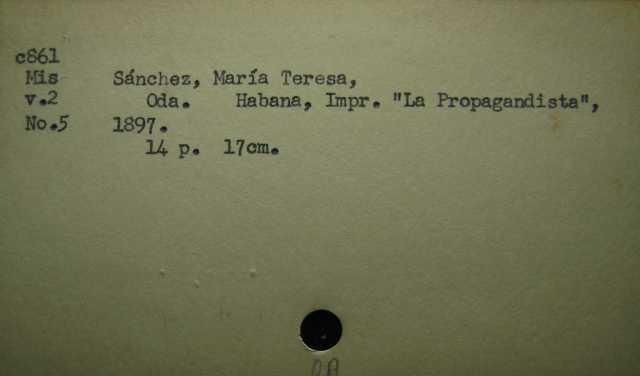 c861
Mis Sánchez, María Teresa,
v.2 Oda. Habana, Impr. "La Propagandista",
No.5 1897.
14 p. 17cm.